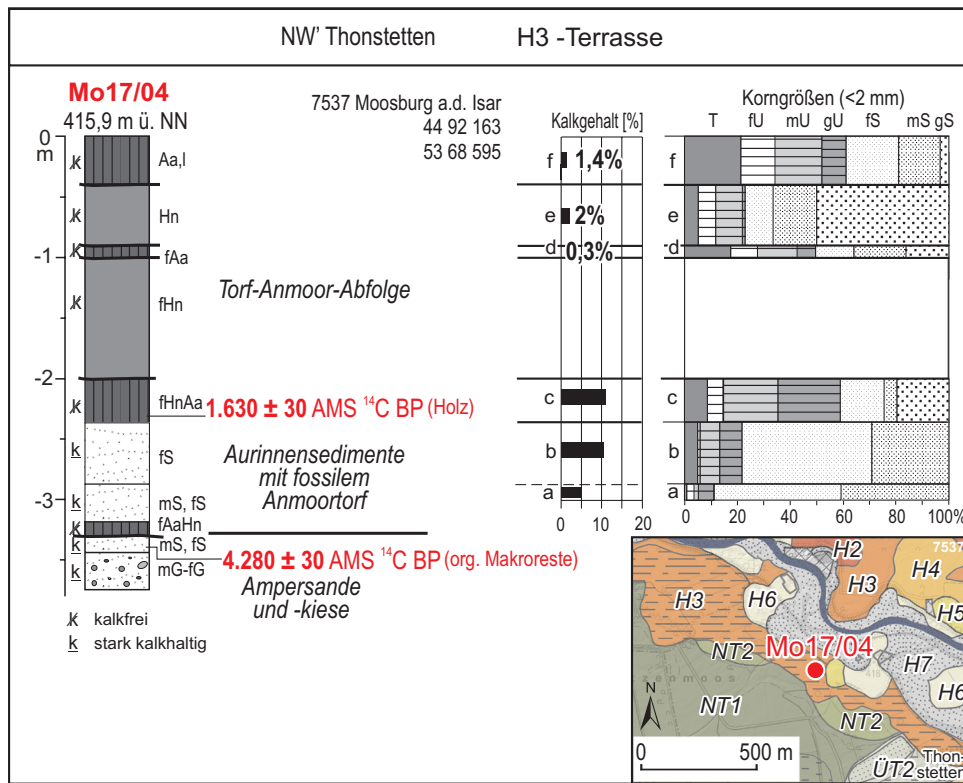 NW' Thonstetten H3 -Terrasse
Mo17/04
415,9 m ü. NN
7537 Moosburg a.d. Isar
44 92 163
53 68 595
Kalkgehalt [%]
Korngrößen (<2 mm)
T fU mU gU fS mS gS
0
m
-1
-2
-3
k Aa,l
k Hn
k fAa
k fHn
k fHnAa
k fS
k mS, fS
k fAaHn
k mS, fS
k mG-fG
Torf-Anmoor-Abfolge
1.630 ± 30 AMS 14C BP (Holz)
Aurinnensedimente
mit fossilem
Anmoortorf
4.280 ± 30 AMS 14C BP (org. Makroreste)
Ampersande
und -kiese
k kalkfrei
k stark kalkhaltig
f 1,4%
e 2%
d 0,3%
c
b
a
0 10 20
f
e
d
c
b
a
0 20 40 60 80 100%
7537
H2
H3
H4
H3
H6
H5
Mo17/04
NT2
H7
418
H6
zenmoos
N
NT1
NT2
0 500 m
ÜT2
Thon-
stetten